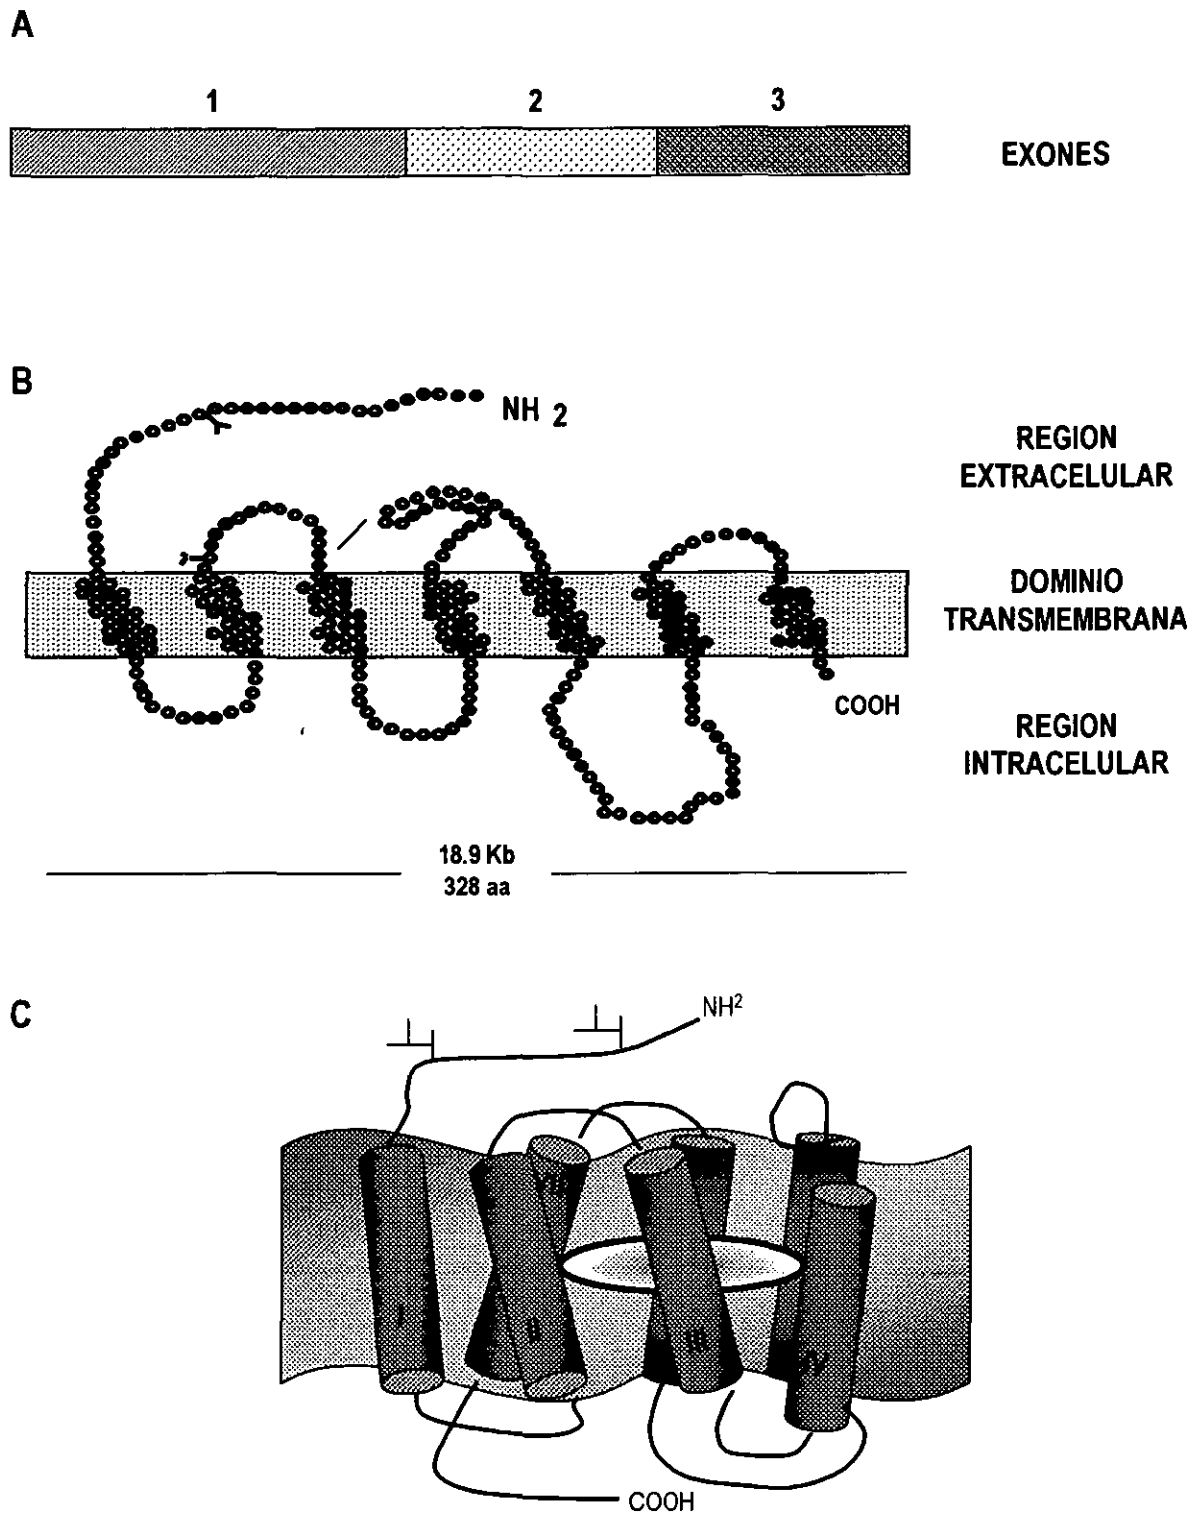 A
1 2 3
EXONES
B
NH 2
REGION
EXTRACELULAR
DOMINIO
TRANSMEMBRANA
COOH
REGION
INTRACELULAR
18.9 Kb
328 aa
C
NH²
VII
I
II
III
IV
COOH